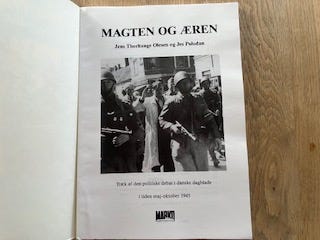 MAGTEN OG ÆREN
Jens Thorhauge Olesen og Jes Paludan
Træk af den politiske debat i danske dagblade
i tiden maj-oktober 1945